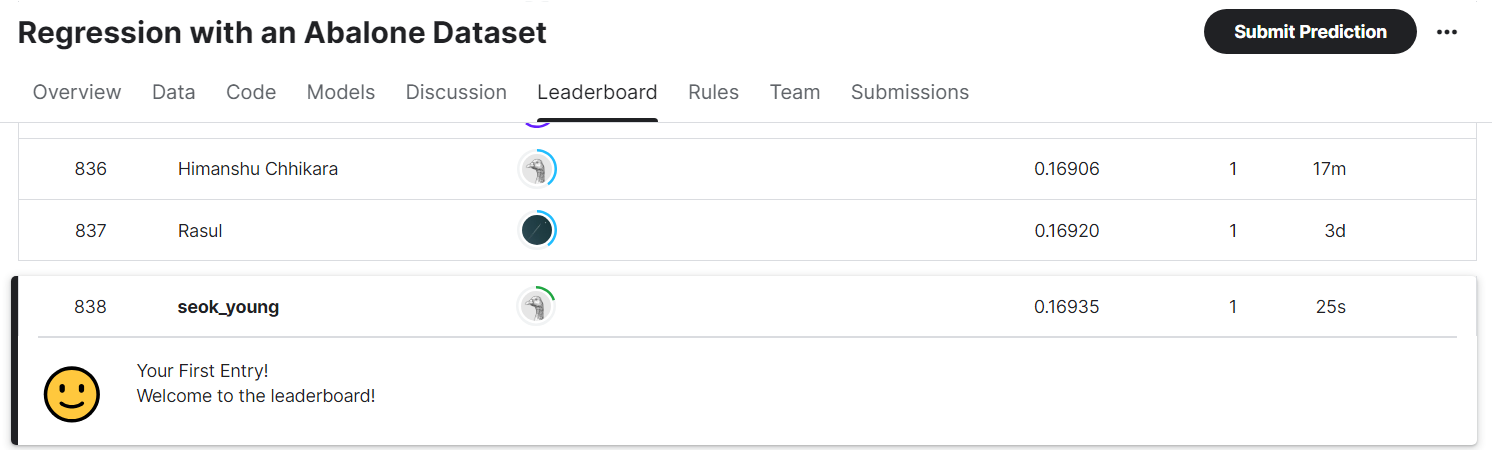 Regression with an Abalone Dataset
Submit Prediction
Overview Data Code Models Discussion Leaderboard Rules Team Submissions
836 Himanshu Chhikara 0.16906 1 17m
837 Rasul 0.16920 1 3d
838 seok_young 0.16935 1 25s
Your First Entry!
Welcome to the leaderboard!